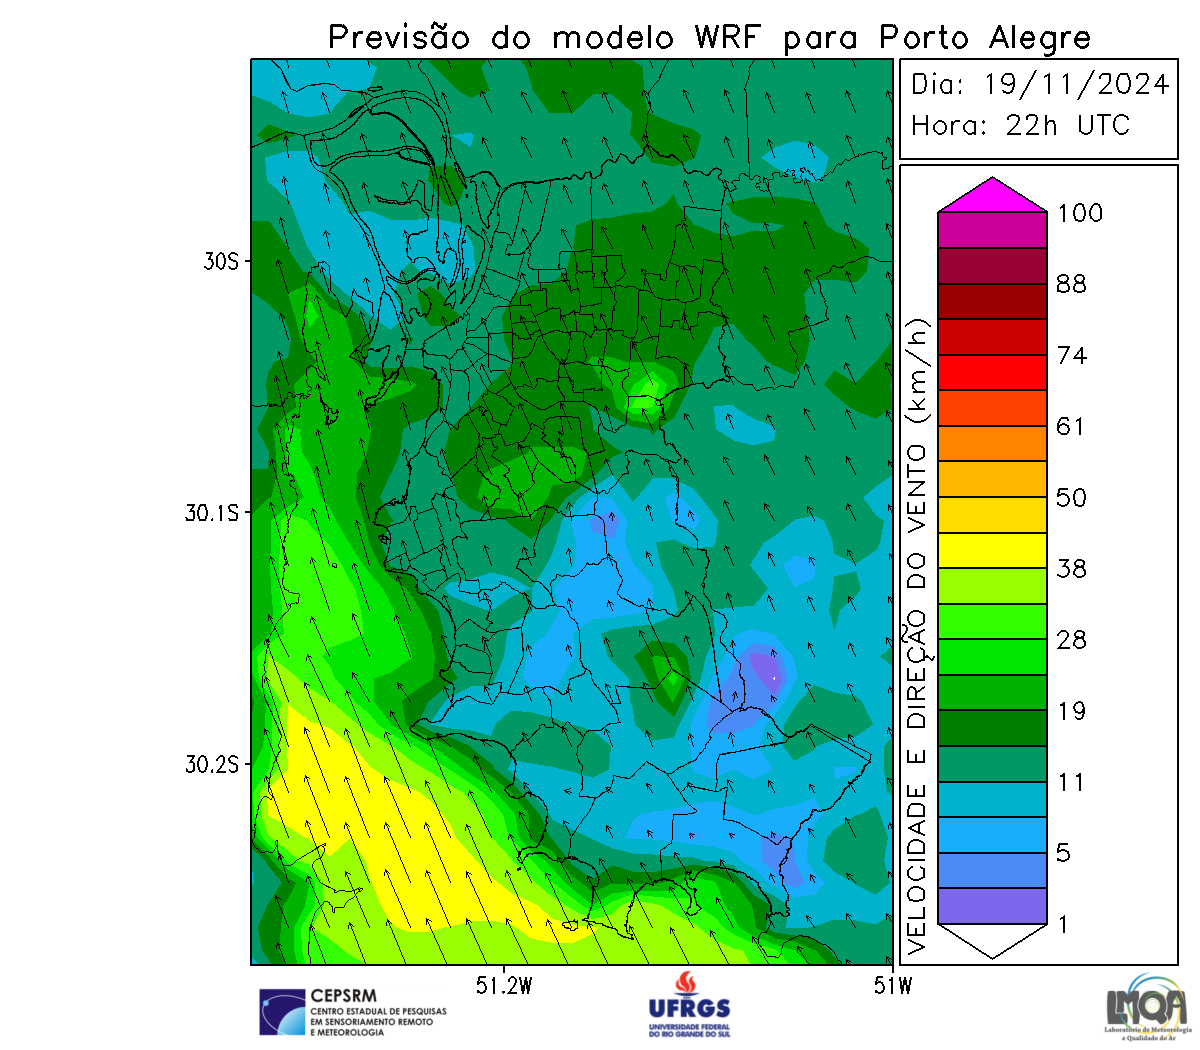 Previsão do modelo WRF para Porto Alegre
Dia: 19/11/2024
Hora: 22h UTC
30S
30.1S
30.2S
51.2W
51W
VELOCIDADE E DIREÇÃO DO VENTO (km/h)
100
88
74
61
50
38
28
19
11
5
1
CEPSRM
CENTRO ESTADUAL DE PESQUISAS
EM SENSORIAMENTO REMOTO
E METEOROLOGIA
UFRGS
UNIVERSIDADE FEDERAL
DO RIO GRANDE DO SUL
LMQA
Laboratório de Meteorologia
e Qualidade do Ar